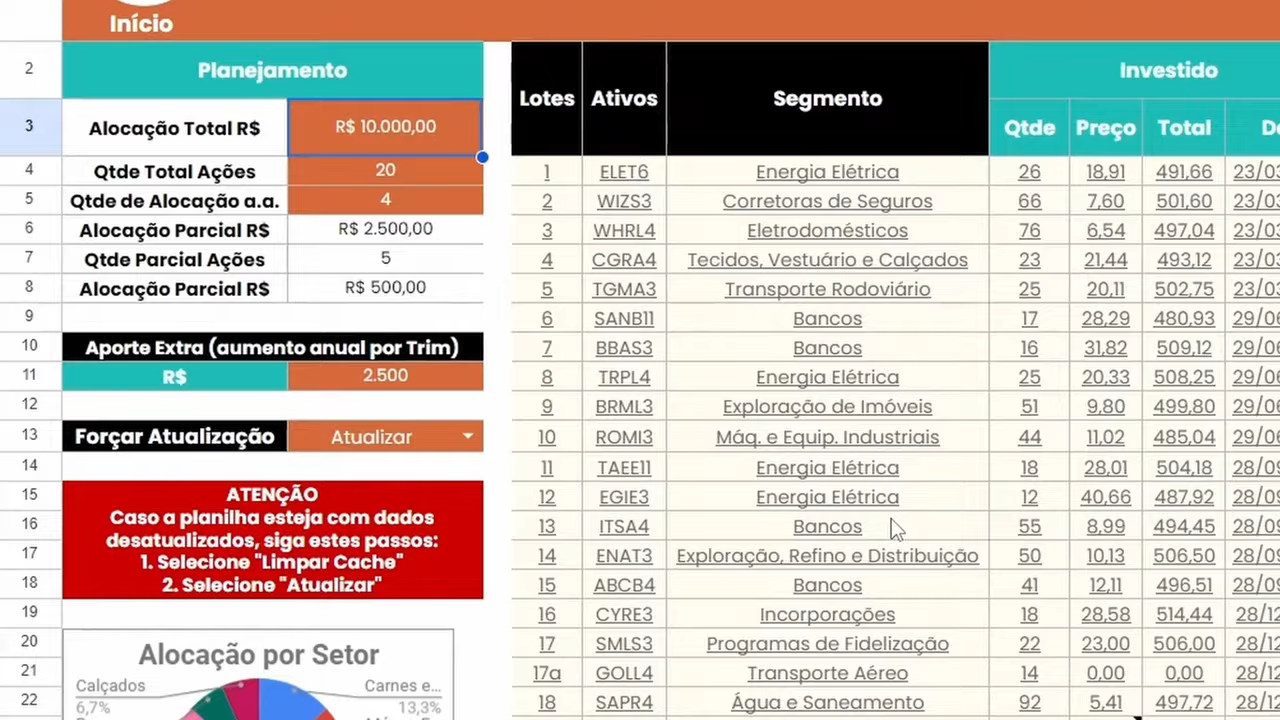 Início
2 Planejamento Lotes Ativos Segmento Investido
3 Alocação Total R$ R$ 10.000,00 Qtde Preço Total
4 Qtde Total Ações 20 1 ELET6 Energia Elétrica 26 18,91 491,66
5 Qtde de Alocação a.a. 4 2 WIZS3 Corretoras de Seguros 66 7,60 501,60
6 Alocação Parcial R$ R$ 2.500,00 3 WHRL4 Eletrodomésticos 76 6,54 497,04
7 Qtde Parcial Ações 5 4 CGRA4 Tecidos, Vestuário e Calçados 23 21,44 493,12
8 Alocação Parcial R$ R$ 500,00 5 TGMA3 Transporte Rodoviário 25 20,11 502,75
9 6 SANB11 Bancos 17 28,29 480,93
10 Aporte Extra (aumento anual por Trim) 7 BBAS3 Bancos 16 31,82 509,12
11 R$ 2.500 8 TRPL4 Energia Elétrica 25 20,33 508,25
12 9 BRML3 Exploração de Imóveis 51 9,80 499,80
13 Forçar Atualização Atualizar 10 ROMI3 Máq. e Equip. Industriais 44 11,02 485,04
14 11 TAEE11 Energia Elétrica 18 28,01 504,18
15 ATENÇÃO 12 EGIE3 Energia Elétrica 12 40,66 487,92
16 Caso a planilha esteja com dados 13 ITSA4 Bancos 55 8,99 494,45
17 desatualizados, siga estes passos: 14 ENAT3 Exploração, Refino e Distribuição 50 10,13 506,50
1. Selecione "Limpar Cache"
18 2. Selecione "Atualizar" 15 ABCB4 Bancos 41 12,11 496,51
19 16 CYRE3 Incorporações 18 28,58 514,44
20 Alocação por Setor 17 SMLS3 Programas de Fidelização 22 23,00 506,00
21 Calçados Carnes e... 17a GOLL4 Transporte Aéreo 14 0,00 0,00
22 6,7% 13,3% 18 SAPR4 Água e Saneamento 92 5,41 497,72